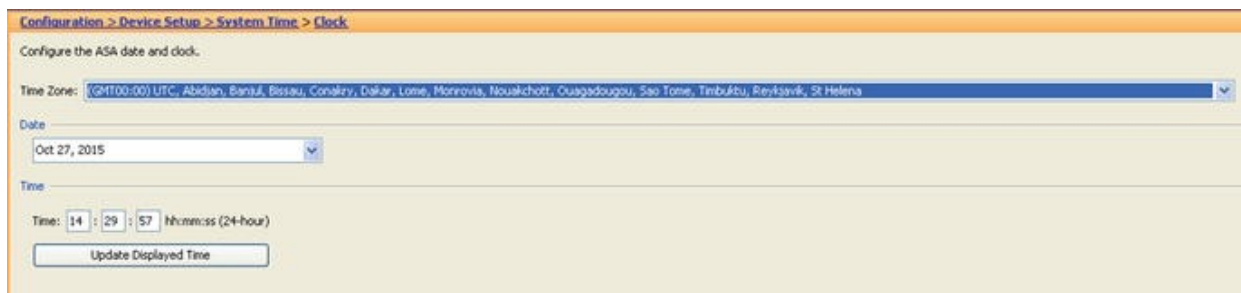 Configuration > Device Setup > System Time > Clock
Configure the ASA date and clock.
Time Zone: (GMT00:00) UTC, Abidjan, Banjul, Bissau, Conakry, Dakar, Lome, Monrovia, Nouakchott, Ouagadougou, Sao Tome, Timbuktu, Reykjavik, St Helena
Date
Oct 27, 2015
Time
Time: 14 : 29 : 57 hh:mm:ss (24-hour)
Update Displayed Time